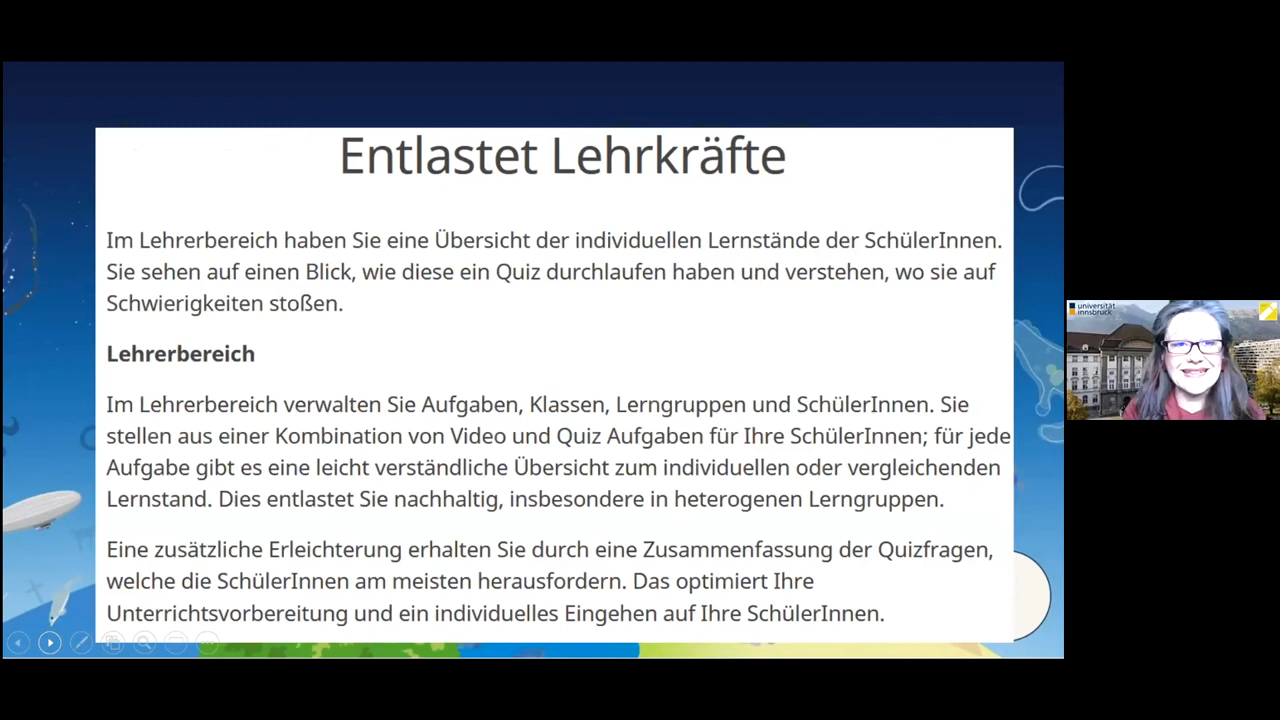 Entlastet Lehrkräfte
Im Lehrerbereich haben Sie eine Übersicht der individuellen Lernstände der SchülerInnen.
Sie sehen auf einen Blick, wie diese ein Quiz durchlaufen haben und verstehen, wo sie auf
Schwierigkeiten stoßen.
Lehrerbereich
Im Lehrerbereich verwalten Sie Aufgaben, Klassen, Lerngruppen und SchülerInnen. Sie
stellen aus einer Kombination von Video und Quiz Aufgaben für Ihre SchülerInnen; für jede
Aufgabe gibt es eine leicht verständliche Übersicht zum individuellen oder vergleichenden
Lernstand. Dies entlastet Sie nachhaltig, insbesondere in heterogenen Lerngruppen.
Eine zusätzliche Erleichterung erhalten Sie durch eine Zusammenfassung der Quizfragen,
welche die SchülerInnen am meisten herausfordern. Das optimiert Ihre
Unterrichtsvorbereitung und ein individuelles Eingehen auf Ihre SchülerInnen.
universität
innsbruck